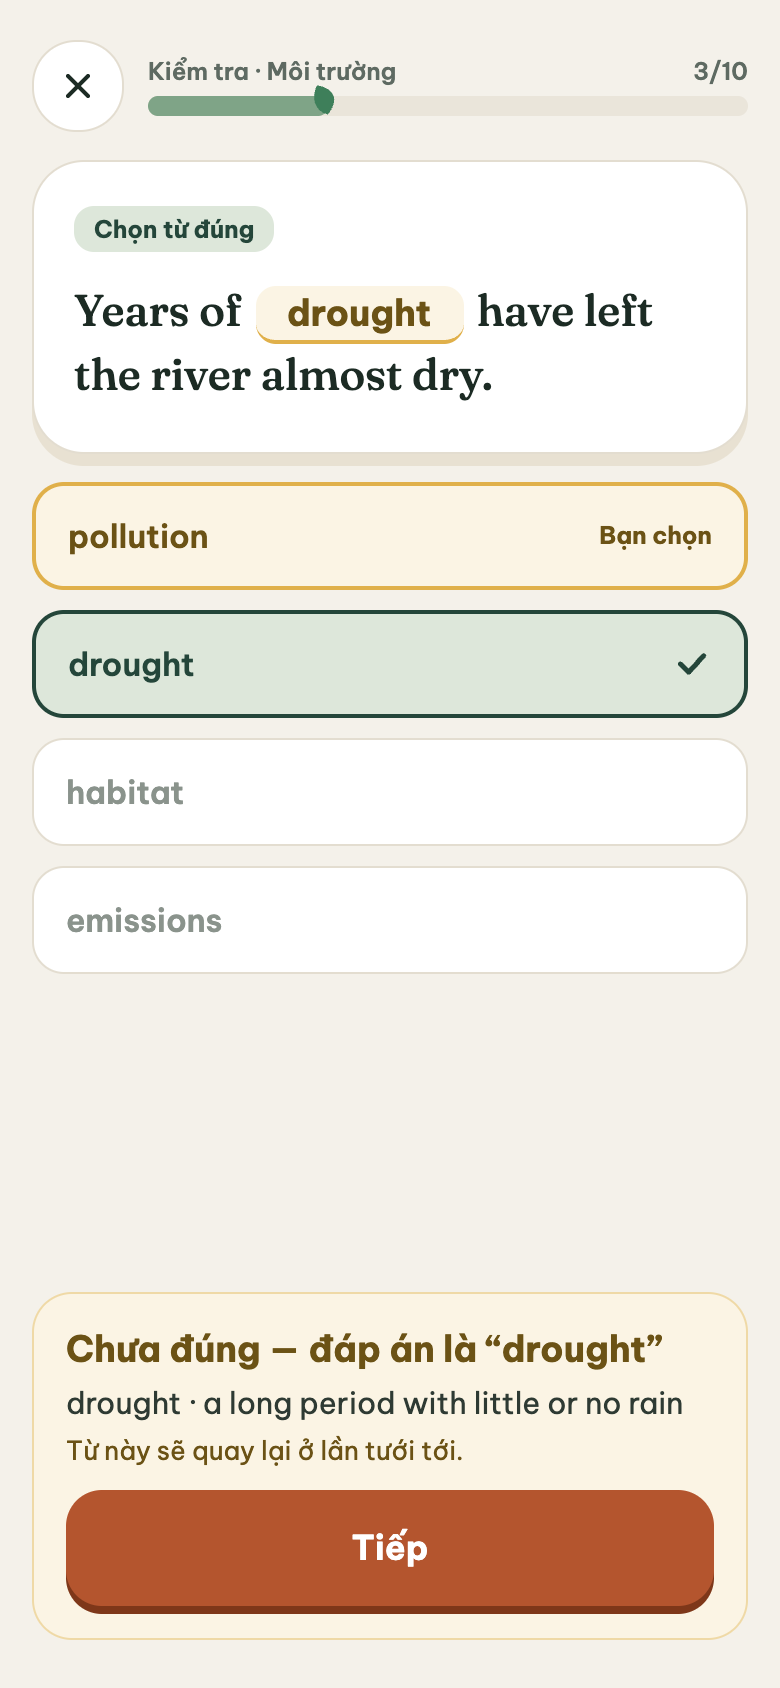 Kiểm tra · Môi trường
3/10
Chọn từ đúng
Years of drought have left
the river almost dry.
pollution
Bạn chọn
drought
habitat
emissions
Chưa đúng — đáp án là “drought”
drought · a long period with little or no rain
Từ này sẽ quay lại ở lần tưới tới.
Tiếp